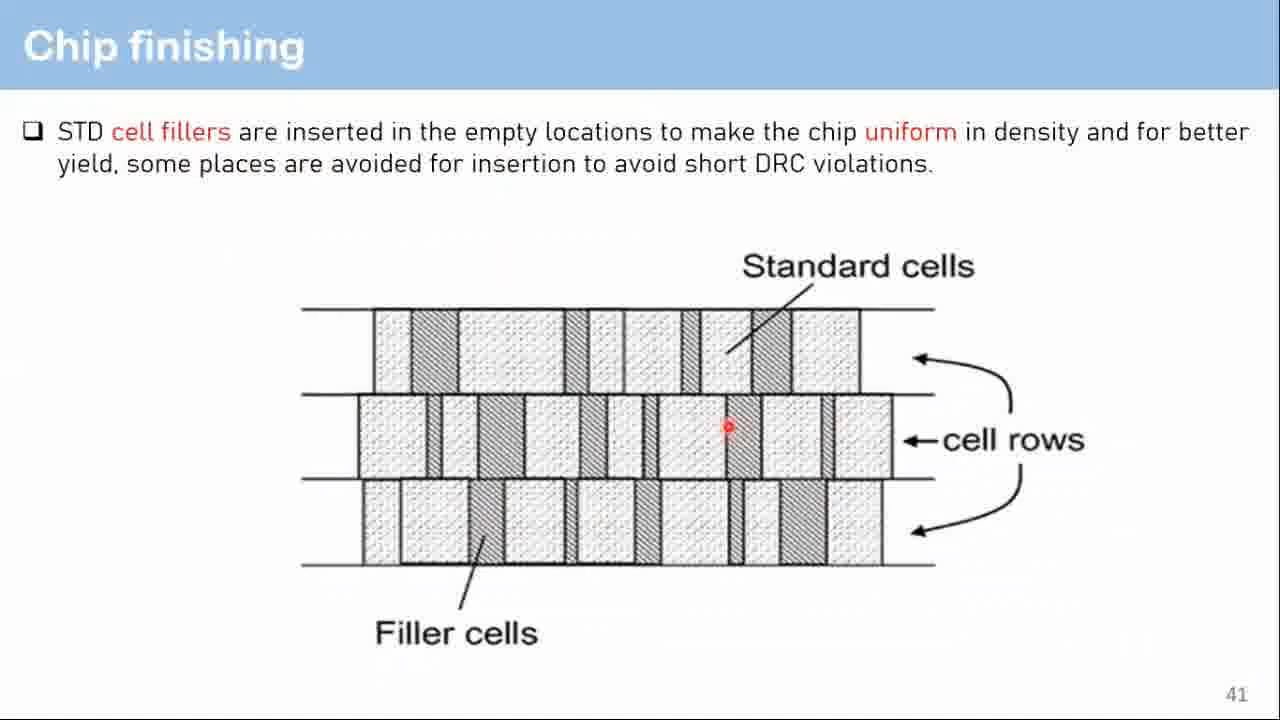 Chip finishing
❑ STD cell fillers are inserted in the empty locations to make the chip uniform in density and for better
yield, some places are avoided for insertion to avoid short DRC violations.
Standard cells
cell rows
Filler cells
41